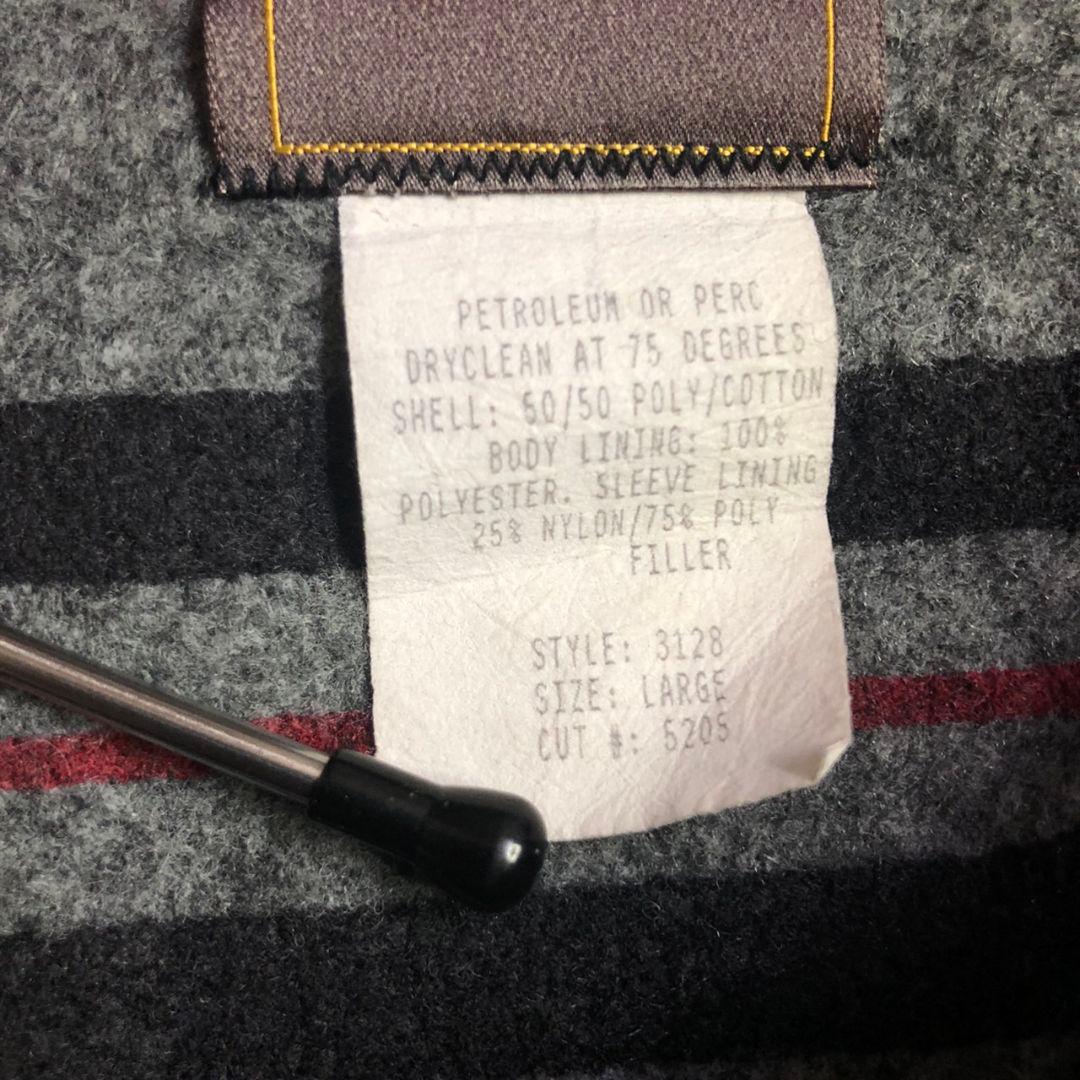 PETROLEUM OR PERC
DRYCLEAN AT 75 DEGREES
SHELL: 50/50 POLY/COTTON
BODY LINING: 100%
POLYESTER. SLEEVE LINING
25% NYLON/75% POLY
FILLER
STYLE: 3128
SIZE: LARGE
CUT #: 5205